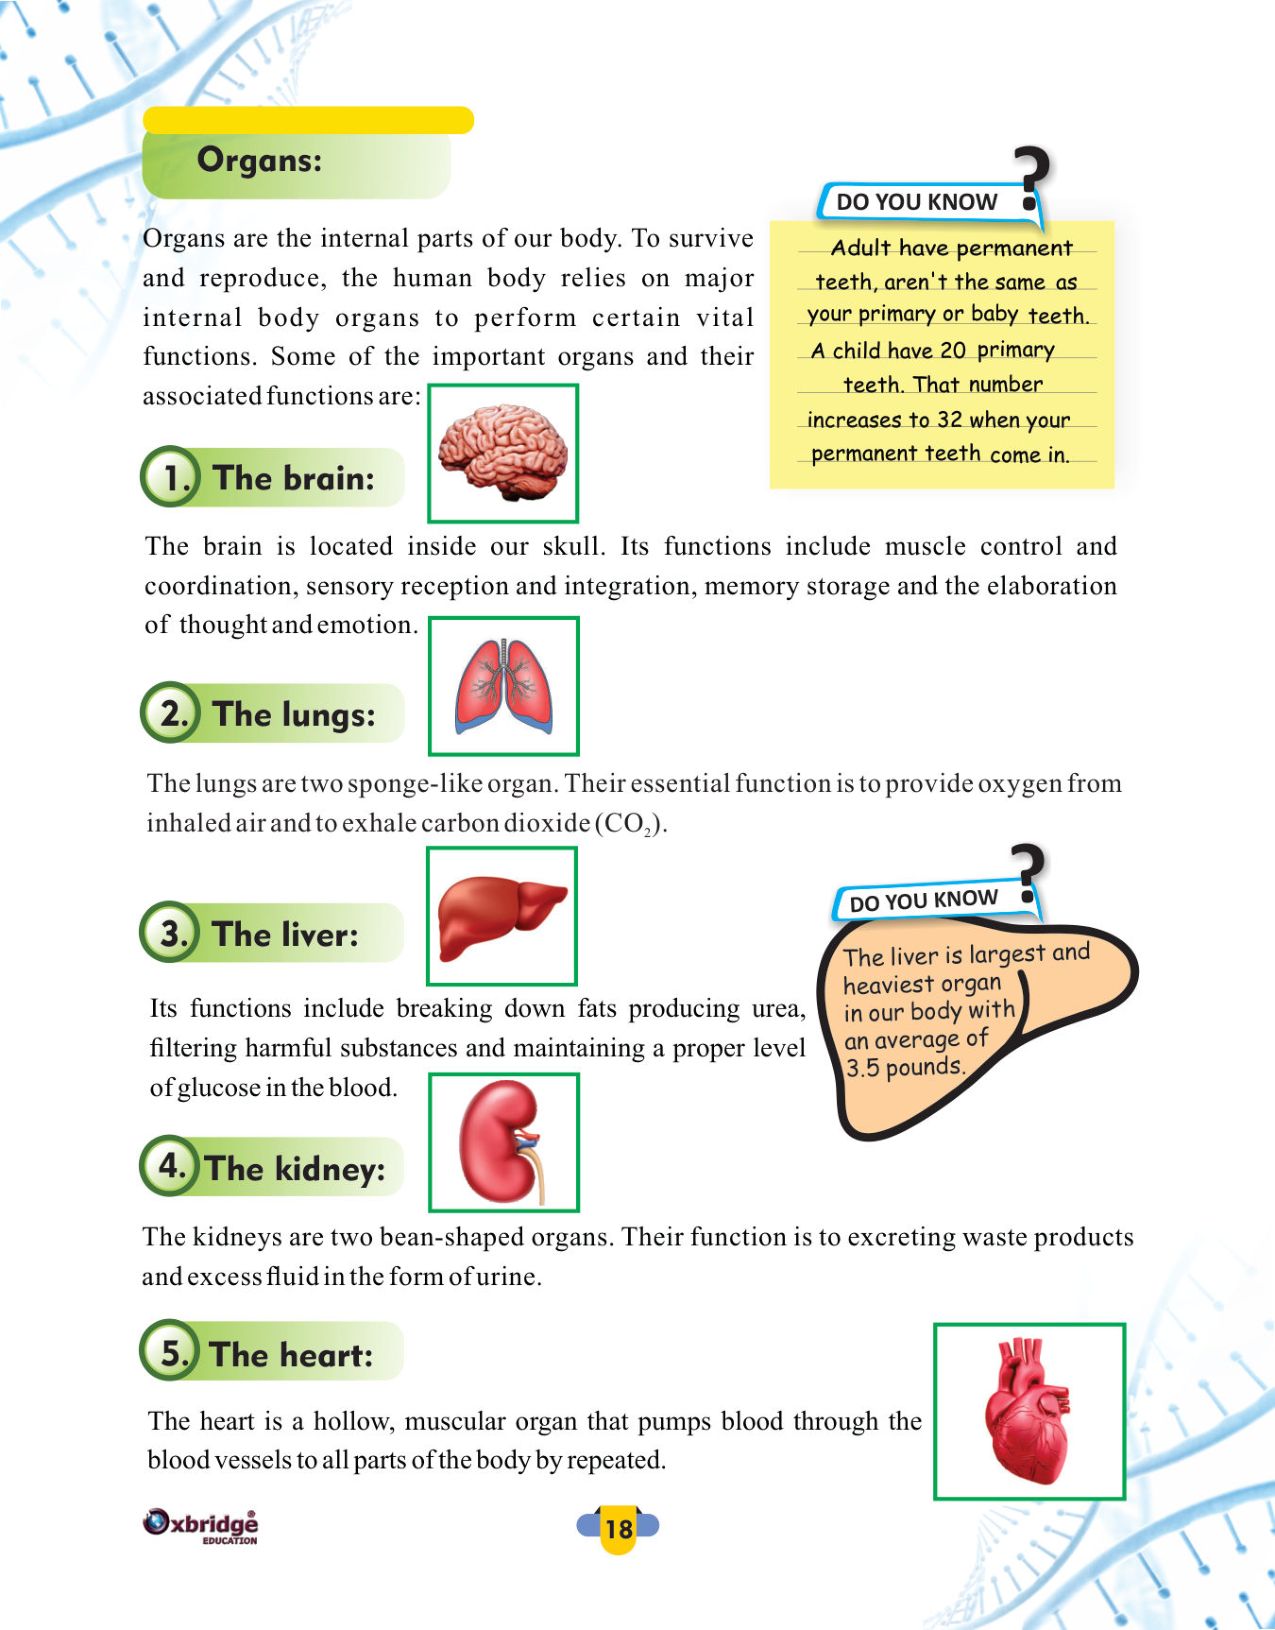 Organs:
Organs are the internal parts of our body. To survive
and reproduce, the human body relies on major
internal body organs to perform certain vital
functions. Some of the important organs and their
associated functions are:
DO YOU KNOW ?
Adult have permanent
teeth, aren't the same as
your primary or baby teeth.
A child have 20 primary
teeth. That number
increases to 32 when your
permanent teeth come in.
1. The brain:
The brain is located inside our skull. Its functions include muscle control and
coordination, sensory reception and integration, memory storage and the elaboration
of thought and emotion.
2. The lungs:
The lungs are two sponge-like organ. Their essential function is to provide oxygen from
inhaled air and to exhale carbon dioxide (CO₂).
3. The liver:
Its functions include breaking down fats producing urea,
filtering harmful substances and maintaining a proper level
of glucose in the blood.
DO YOU KNOW ?
The liver is largest and
heaviest organ
in our body with
an average of
3.5 pounds.
4. The kidney:
The kidneys are two bean-shaped organs. Their function is to excreting waste products
and excess fluid in the form of urine.
5. The heart:
The heart is a hollow, muscular organ that pumps blood through the
blood vessels to all parts of the body by repeated.
Oxbridge®
EDUCATION
18